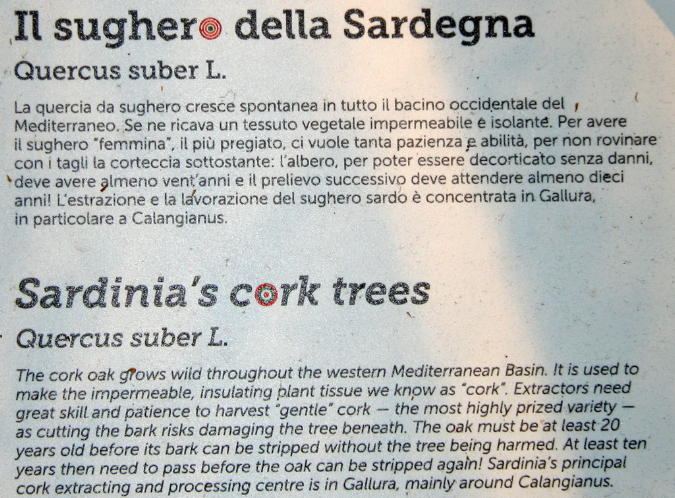 Il sughero della Sardegna
Quercus suber L.
La quercia da sughero cresce spontanea in tutto il bacino occidentale del
Mediterraneo. Se ne ricava un tessuto vegetale impermeabile e isolante. Per avere
il sughero "femmina", il più pregiato, ci vuole tanta pazienza e abilità, per non rovinare
con i tagli la corteccia sottostante: l'albero, per poter essere decorticato senza danni,
deve avere almeno vent'anni e il prelievo successivo deve attendere almeno dieci
anni! L'estrazione e la lavorazione del sughero sardo è concentrata in Gallura,
in particolare a Calangianus.
Sardinia's cork trees
Quercus suber L.
The cork oak grows wild throughout the western Mediterranean Basin. It is used to
make the impermeable, insulating plant tissue we know as "cork". Extractors need
great skill and patience to harvest "gentle" cork – the most highly prized variety –
as cutting the bark risks damaging the tree beneath. The oak must be at least 20
years old before its bark can be stripped without the tree being harmed. At least ten
years then need to pass before the oak can be stripped again! Sardinia's principal
cork extracting and processing centre is in Gallura, mainly around Calangianus.